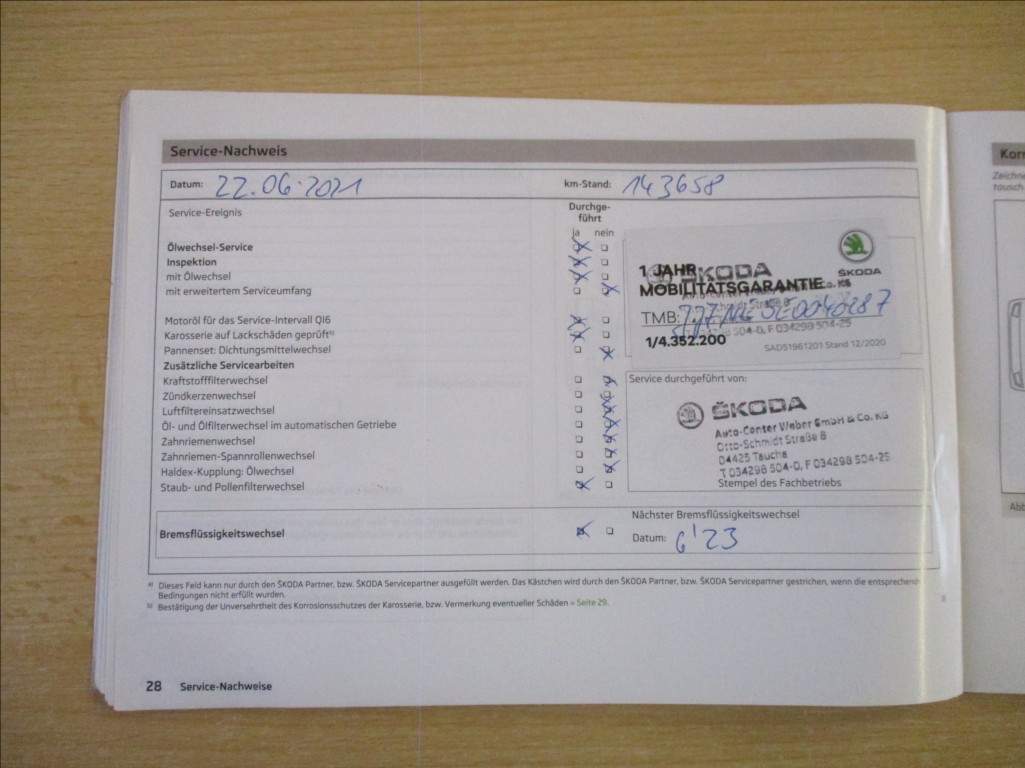 Service-Nachweis
Kor
Datum: 22.06.2021 km-Stand: 143658
Zeichne
tausch
Service-Ereignis
Durchge-
führt
ja nein
Ölwechsel-Service
Inspektion
mit Ölwechsel
mit erweitertem Serviceumfang
Motoröl für das Service-Intervall QI6
Karosserie auf Lackschäden geprüft
Pannenset: Dichtungsmittelwechsel
Zusätzliche Servicearbeiten
Kraftstofffilterwechsel
Zündkerzenwechsel
Luftfiltereinsatzwechsel
Öl- und Ölfilterwechsel im automatischen Getriebe
Zahnriemenwechsel
Zahnriemen-Spannrollenwechsel
Haldex-Kupplung: Ölwechsel
Staub- und Pollenfilterwechsel
ŠKODA
1 JAHR
ŠKODA
MOBILITÄTSGARANTIE
TMB:
1/4.352.200
SAD51961201 Stand 12/2020
Service durchgeführt von:
ŠKODA
Auto-Center Weber GmbH & Co. KG
Otto-Schmidt Straße 8
04425 Taucha
T 034298 504-0, F 034298 504-25
Stempel des Fachbetriebs
Bremsflüssigkeitswechsel
Nächster Bremsflüssigkeitswechsel
Datum: 6'23
Abb
a) Dieses Feld kann nur durch den ŠKODA Partner, bzw. ŠKODA Servicepartner ausgefüllt werden. Das Kästchen wird durch den ŠKODA Partner, bzw. ŠKODA Servicepartner gestrichen, wenn die entsprechend
Bedingungen nicht erfüllt wurden.
b) Bestätigung der Unversehrtheit des Korrosionsschutzes der Karosserie, bzw. Vermerkung eventueller Schäden » Seite 29.
28 Service-Nachweise